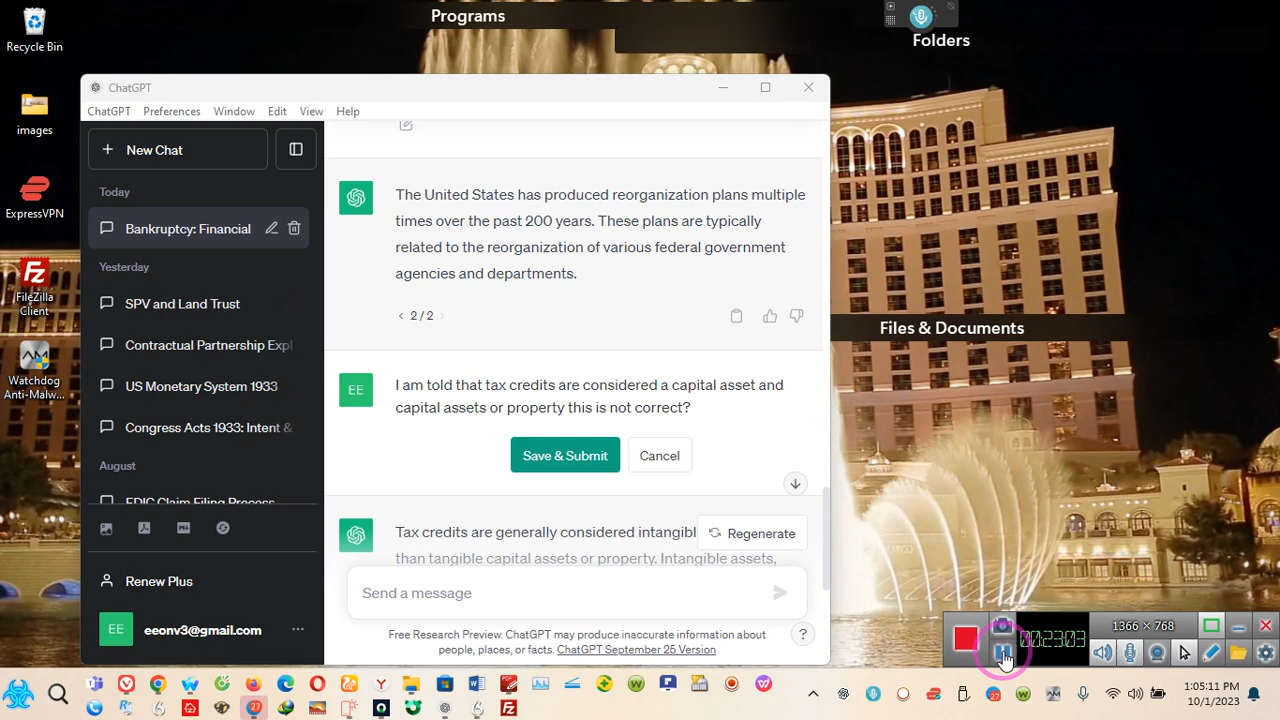 Programs
Folders
Recycle Bin
images
ExpressVPN
FileZilla
Client
Watchdog
Anti-Malw...
Files & Documents
ChatGPT
ChatGPT Preferences Window Edit View Help
New Chat
Today
Bankruptcy: Financial
Yesterday
SPV and Land Trust
Contractual Partnership Expl
US Monetary System 1933
Congress Acts 1933: Intent &
August
FDIC Claim Filing Process
Renew Plus
EE
eeonv3@gmail.com
The United States has produced reorganization plans multiple
times over the past 200 years. These plans are typically
related to the reorganization of various federal government
agencies and departments.
2 / 2
EE
I am told that tax credits are considered a capital asset and
capital assets or property this is not correct?
Save & Submit
Cancel
Tax credits are generally considered intangibl
Regenerate
than tangible capital assets or property. Intangible assets,
Send a message
Free Research Preview. ChatGPT may produce inaccurate information about
people, places, or facts. ChatGPT September 25 Version
?
00:23:03
1366 × 768
1:05:11 PM
10/1/2023